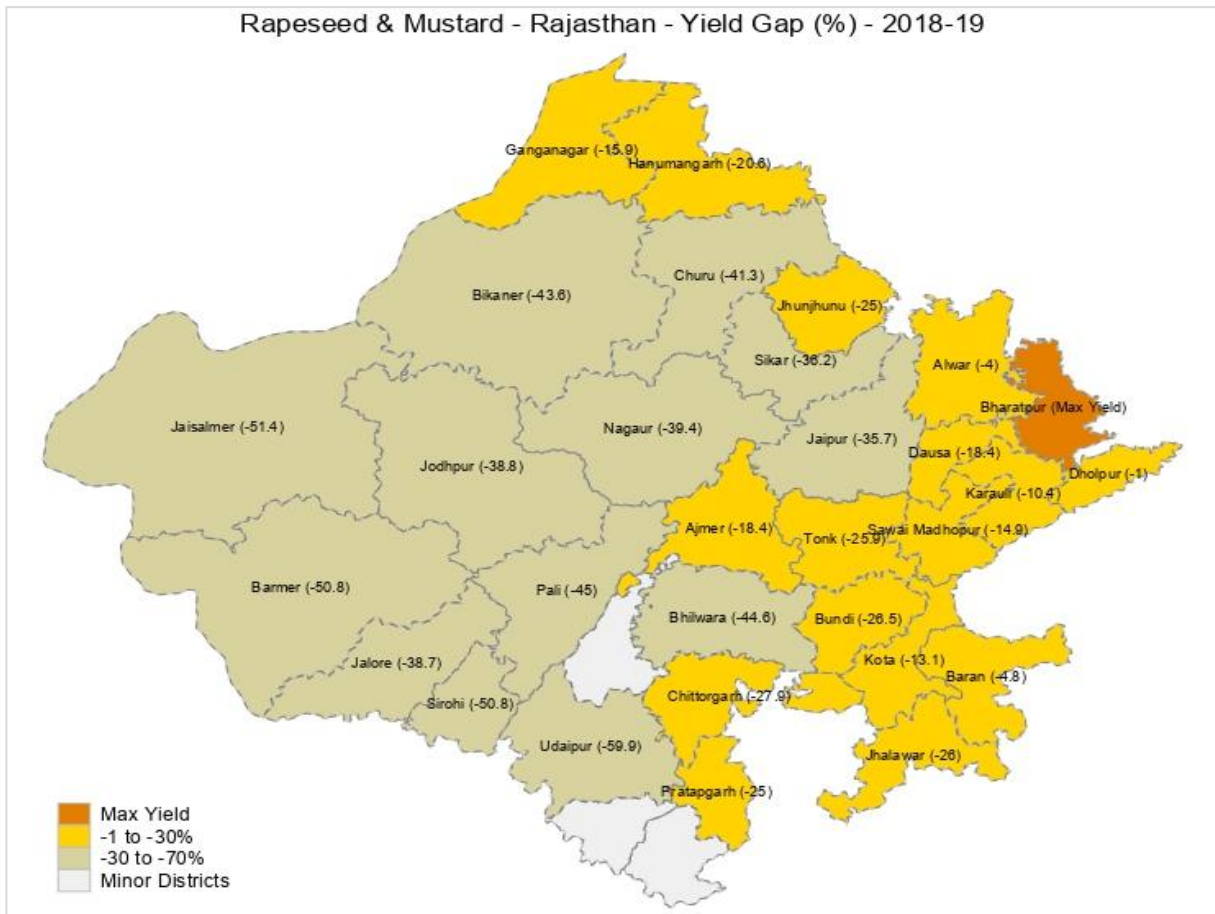 Rapeseed & Mustard - Rajasthan - Yield Gap (%) - 2018-19
Ganganagar (-15.9)
Hanumangarh (-20.6)
Churu (-41.3)
Bikaner (-43.6)
Jhunjhunu (-25)
Sikar (-36.2)
Alwar (-4)
Bharatpur (Max Yield)
Jaisalmer (-51.4)
Nagaur (-39.4)
Jaipur (-35.7)
Jodhpur (-38.8)
Dausa (-18.4)
Dholpur (-1)
Karauli (-10.4)
Ajmer (-18.4)
Tonk (-25.9)
Sawai Madhopur (-14.9)
Barmer (-50.8)
Pali (-45)
Bhilwara (-44.6)
Bundi (-26.5)
Jalore (-38.7)
Kota (-13.1)
Baran (-4.8)
Sirohi (-50.8)
Chittorgarh (-27.9)
Udaipur (-59.9)
Jhalawar (-26)
Pratapgarh (-25)
Max Yield
-1 to -30%
-30 to -70%
Minor Districts